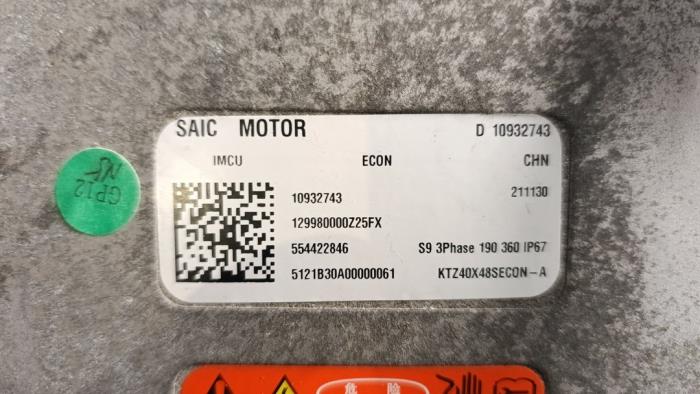 SAIC MOTOR D 10932743
IMCU ECON CHN
10932743 211130
129980000Z25FX
554422846 S9 3Phase 190 360 IP67
5121B30A00000061 KTZ40X48SECON-A
GP12
NF
危 险